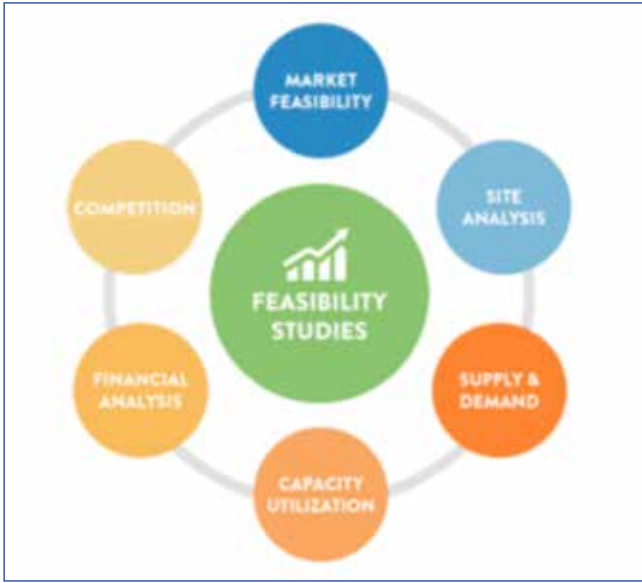 MARKET
FEASIBILITY
SITE
ANALYSIS
SUPPLY &
DEMAND
CAPACITY
UTILIZATION
FINANCIAL
ANALYSIS
COMPETITION
FEASIBILITY
STUDIES